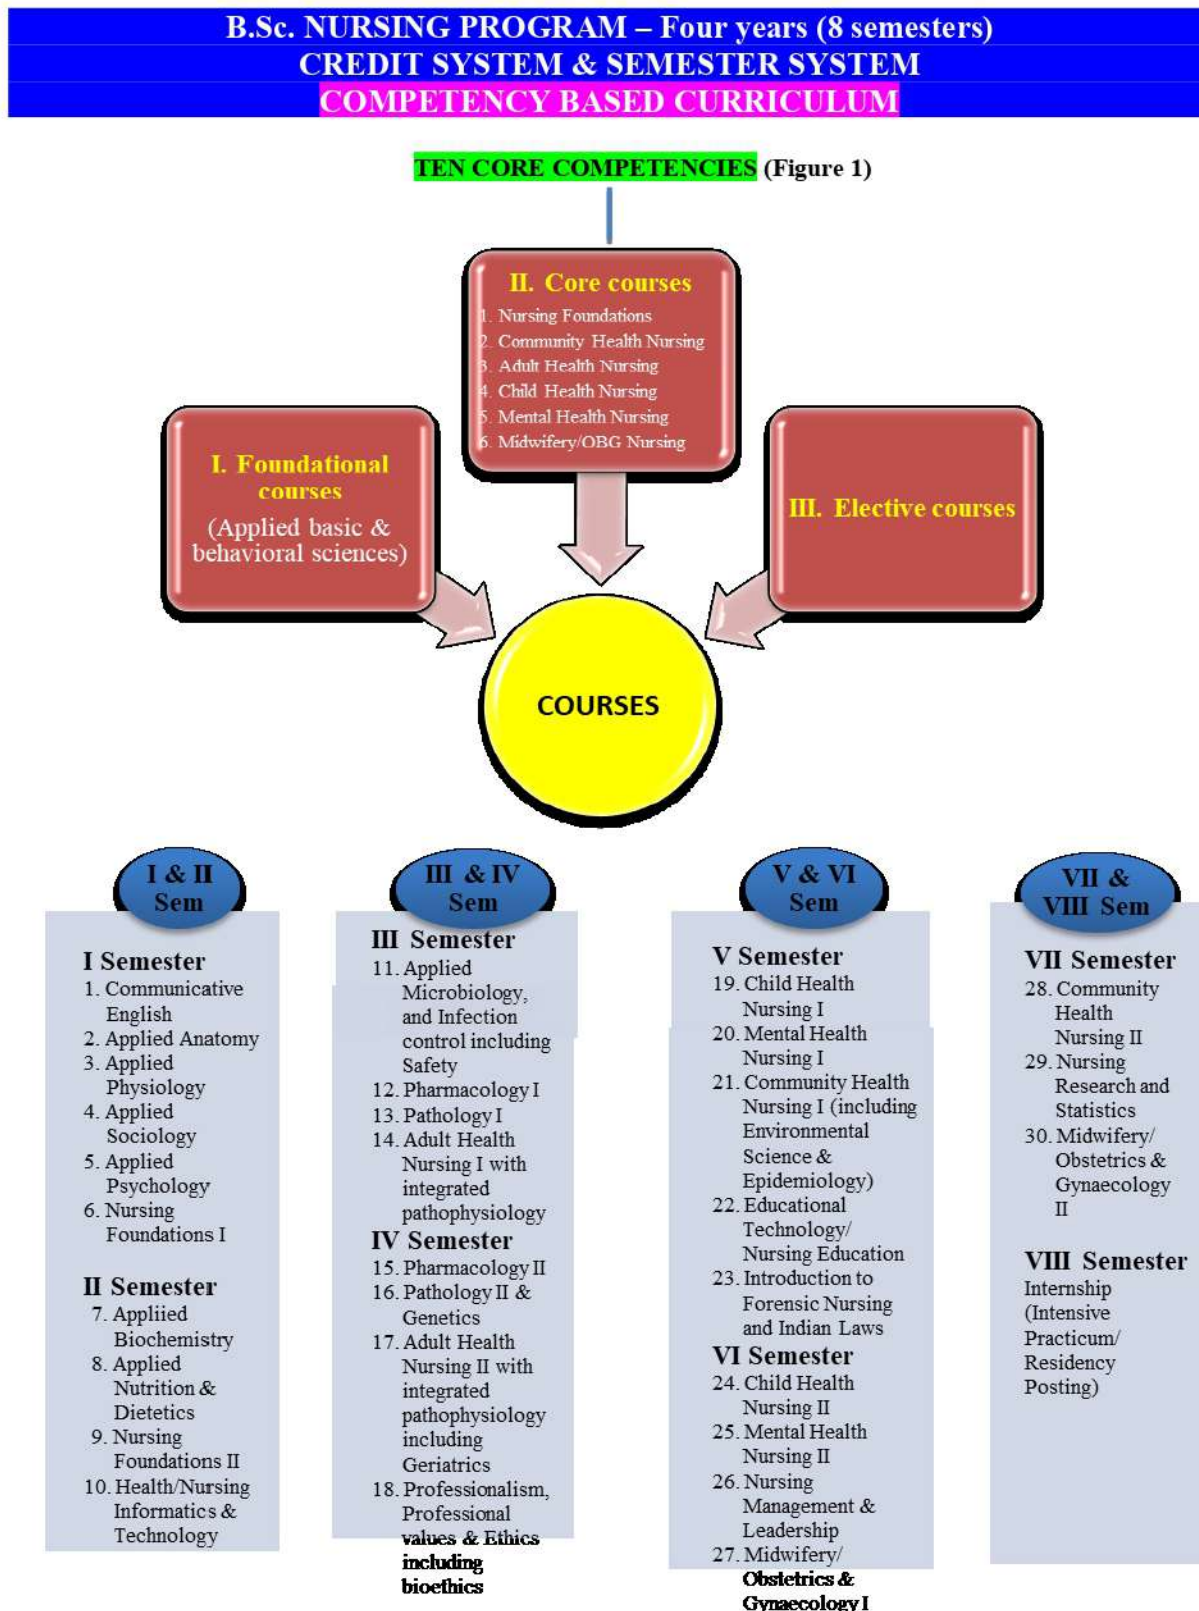 B.Sc. NURSING PROGRAM – Four years (8 semesters)
CREDIT SYSTEM & SEMESTER SYSTEM
COMPETENCY BASED CURRICULUM
TEN CORE COMPETENCIES (Figure 1)
II. Core courses
1. Nursing Foundations
2. Community Health Nursing
3. Adult Health Nursing
4. Child Health Nursing
5. Mental Health Nursing
6. Midwifery/OBG Nursing
I. Foundational
courses
(Applied basic &
behavioral sciences)
III. Elective courses
COURSES
I & II
Sem
I Semester
1. Communicative
English
2. Applied Anatomy
3. Applied
Physiology
4. Applied
Sociology
5. Applied
Psychology
6. Nursing
Foundations I
II Semester
7. Appliied
Biochemistry
8. Applied
Nutrition &
Dietetics
9. Nursing
Foundations II
10. Health/Nursing
Informatics &
Technology
III & IV
Sem
III Semester
11. Applied
Microbiology,
and Infection
control including
Safety
12. Pharmacology I
13. Pathology I
14. Adult Health
Nursing I with
integrated
pathophysiology
IV Semester
15. Pharmacology II
16. Pathology II &
Genetics
17. Adult Health
Nursing II with
integrated
pathophysiology
including
Geriatrics
18. Professionalism,
Professional
values & Ethics
including
bioethics
V & VI
Sem
V Semester
19. Child Health
Nursing I
20. Mental Health
Nursing I
21. Community Health
Nursing I (including
Environmental
Science &
Epidemiology)
22. Educational
Technology/
Nursing Education
23. Introduction to
Forensic Nursing
and Indian Laws
VI Semester
24. Child Health
Nursing II
25. Mental Health
Nursing II
26. Nursing
Management &
Leadership
27. Midwifery/
Obstetrics &
Gynaecology I
VII &
VIII Sem
VII Semester
28. Community
Health
Nursing II
29. Nursing
Research and
Statistics
30. Midwifery/
Obstetrics &
Gynaecology
II
VIII Semester
Internship
(Intensive
Practicum/
Residency
Posting)